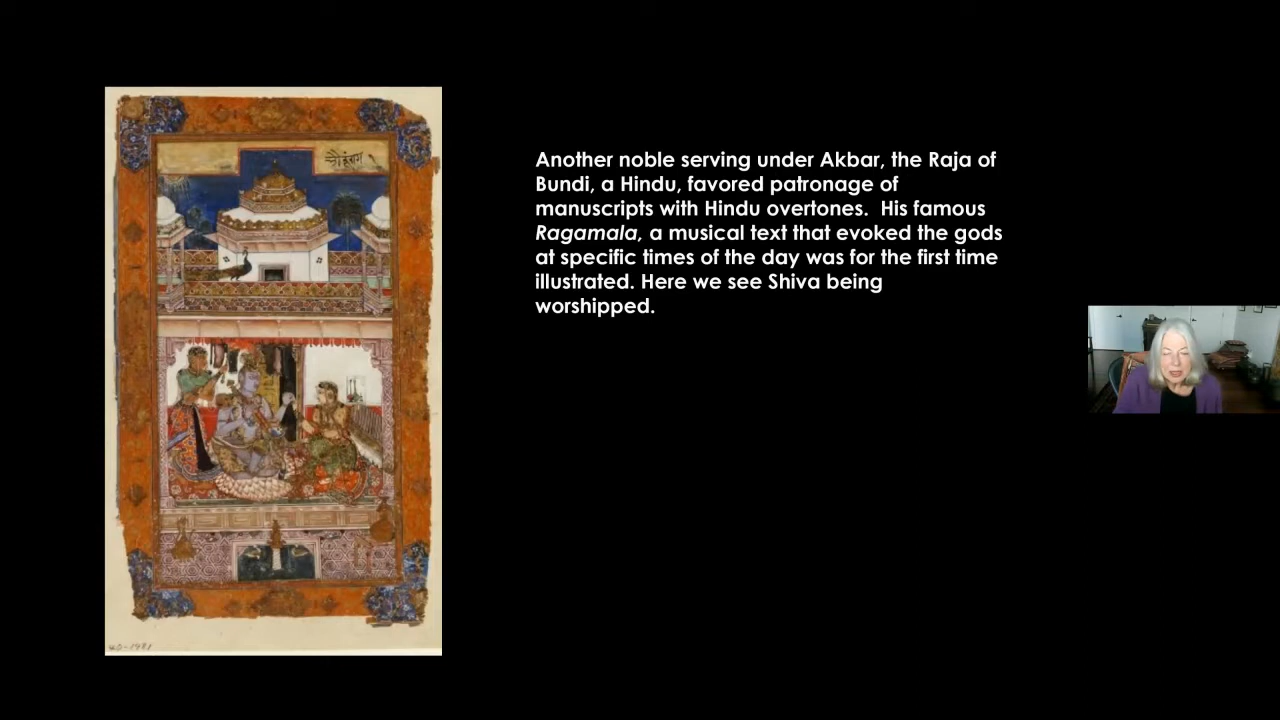 Another noble serving under Akbar, the Raja of
Bundi, a Hindu, favored patronage of
manuscripts with Hindu overtones.  His famous
Ragamala, a musical text that evoked the gods
at specific times of the day was for the first time
illustrated. Here we see Shiva being
worshipped.